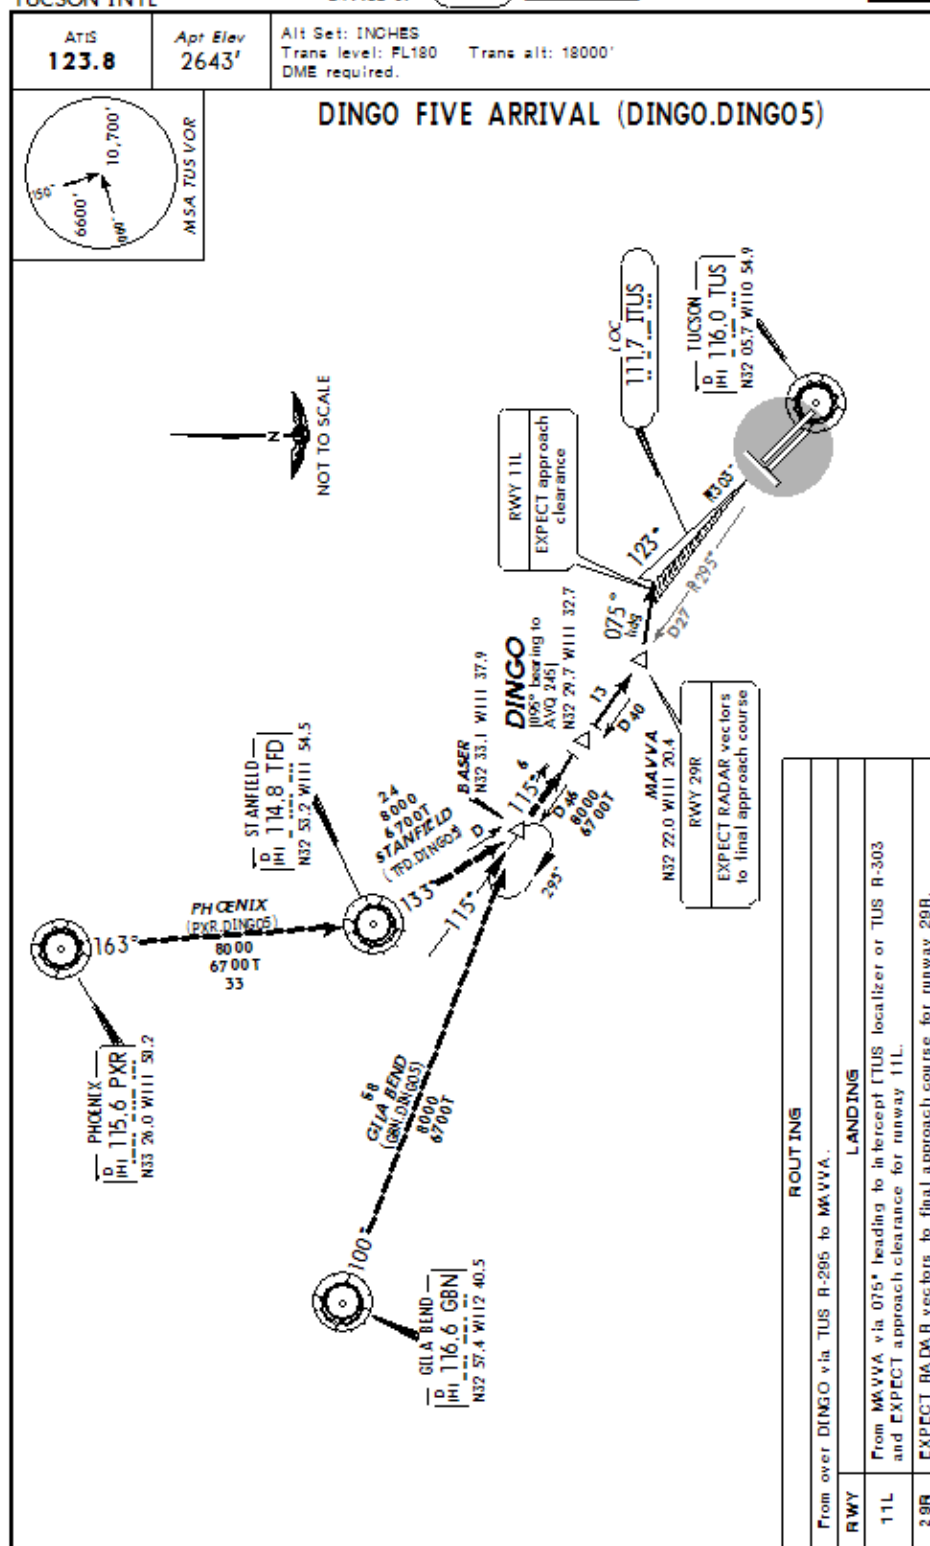 TUCSON INTL
ATIS
123.8
Apt Elev
2643'
Alt Set: INCHES
Trans level: FL180 Trans alt: 18000'
DME required.
DINGO FIVE ARRIVAL (DINGO.DINGO5)
MSA TUS VOR
10,700'
6600'
NOT TO SCALE
N
LOC
111.7 ITUS
TUCSON
D
(H) 116.0 TUS
N32 05.7 W110 54.9
RWY 11L
EXPECT approach
clearance
123°
R303°
R295°
D27
075°
hdg
DINGO
[095° bearing to
AVQ 245]
N32 29.7 W111 32.7
13
D40
MAVVA
N32 22.0 W111 20.4
RWY 29R
EXPECT RADAR vectors
to final approach course
BASER
N32 33.1 W111 37.9
115°
6
D46
8000
6700T
295°
STANFIELD
D
(H) 114.8 TFD
N32 53.2 W111 54.5
24
8000
6700T
STANFIELD
(TFD.DINGO5)
D
133°
115°
PHOENIX
(PXR.DINGO5)
8000
6700T
33
163°
PHOENIX
D
(H) 115.6 PXR
N33 26.0 W111 58.2
58
GILA BEND
(GBN.DINGO5)
8000
6700T
100°
GILA BEND
D
(H) 116.6 GBN
N32 57.4 W112 40.5
ROUTING
From over DINGO via TUS R-295 to MAVVA.
RWY LANDING
11L From MAVVA via 075° heading to intercept ITUS localizer or TUS R-303
and EXPECT approach clearance for runway 11L.
29R EXPECT RADAR vectors to final approach course for runway 29R.